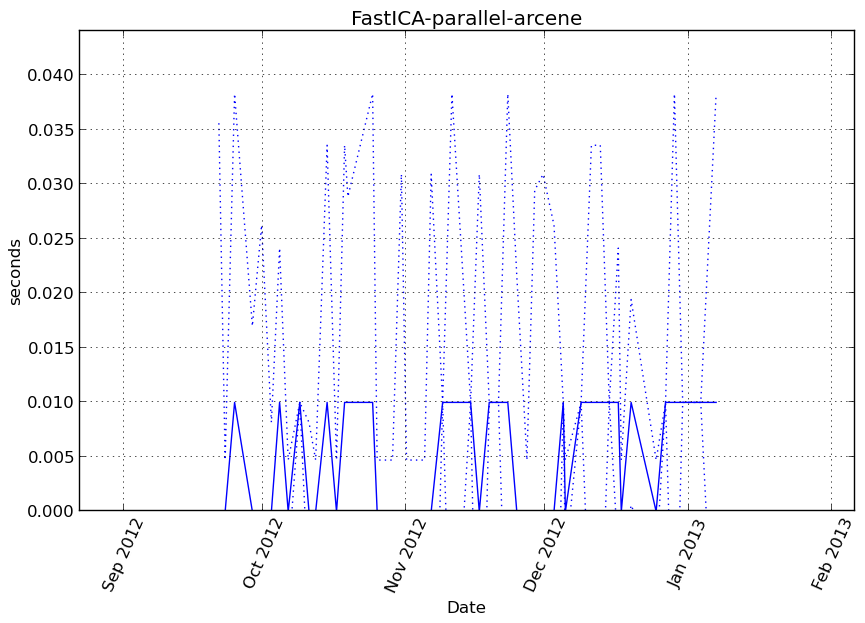 FastICA-parallel-arcene
seconds
0.040
0.035
0.030
0.025
0.020
0.015
0.010
0.005
0.000
Sep 2012
Oct 2012
Nov 2012
Dec 2012
Jan 2013
Feb 2013
Date